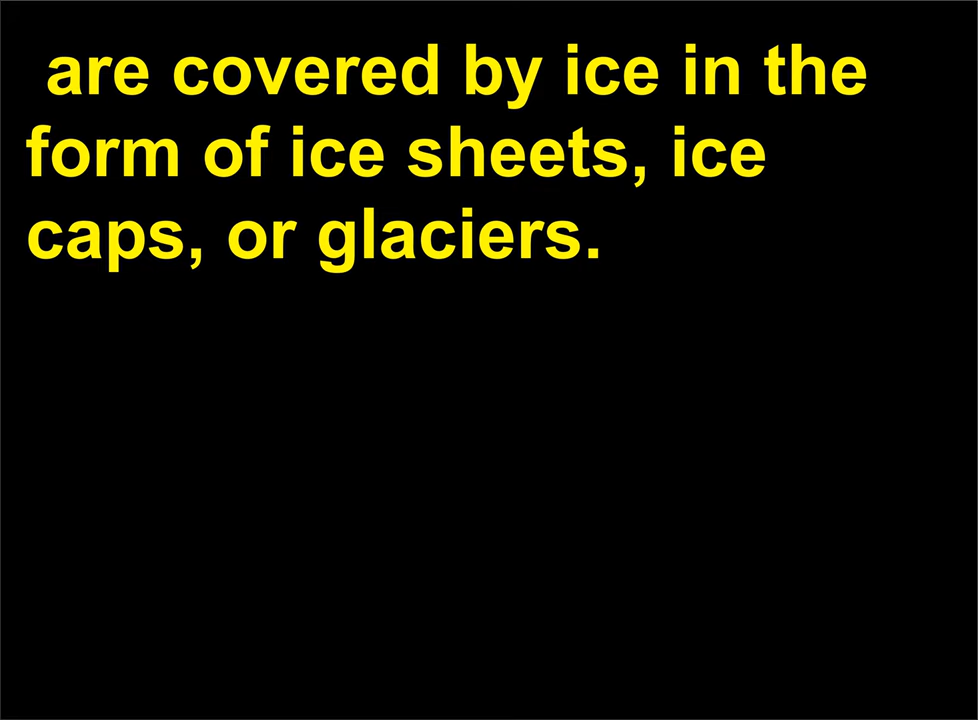 are covered by ice in the
form of ice sheets, ice
caps, or glaciers.